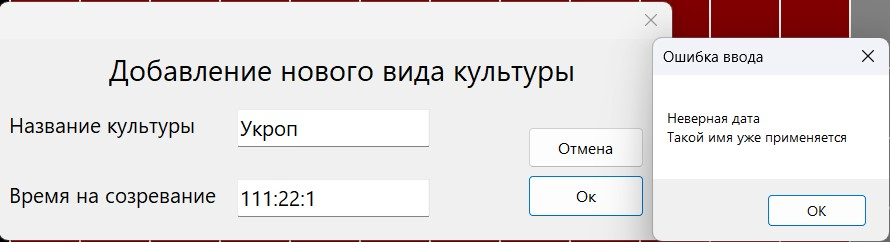 Добавление нового вида культуры
Название культуры
Укроп
Время на созревание
111:22:1
Отмена
Ок
Ошибка ввода
Неверная дата
Такой имя уже применяется
ОК